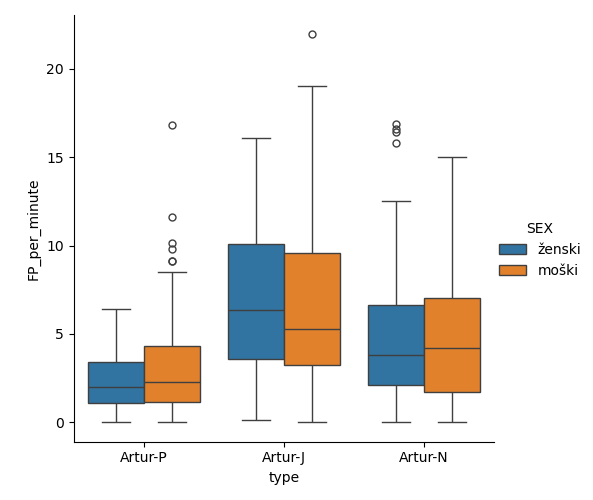 20
15
10
5
0
FP_per_minute
Artur-P
Artur-J
Artur-N
type
SEX
ženski
moški